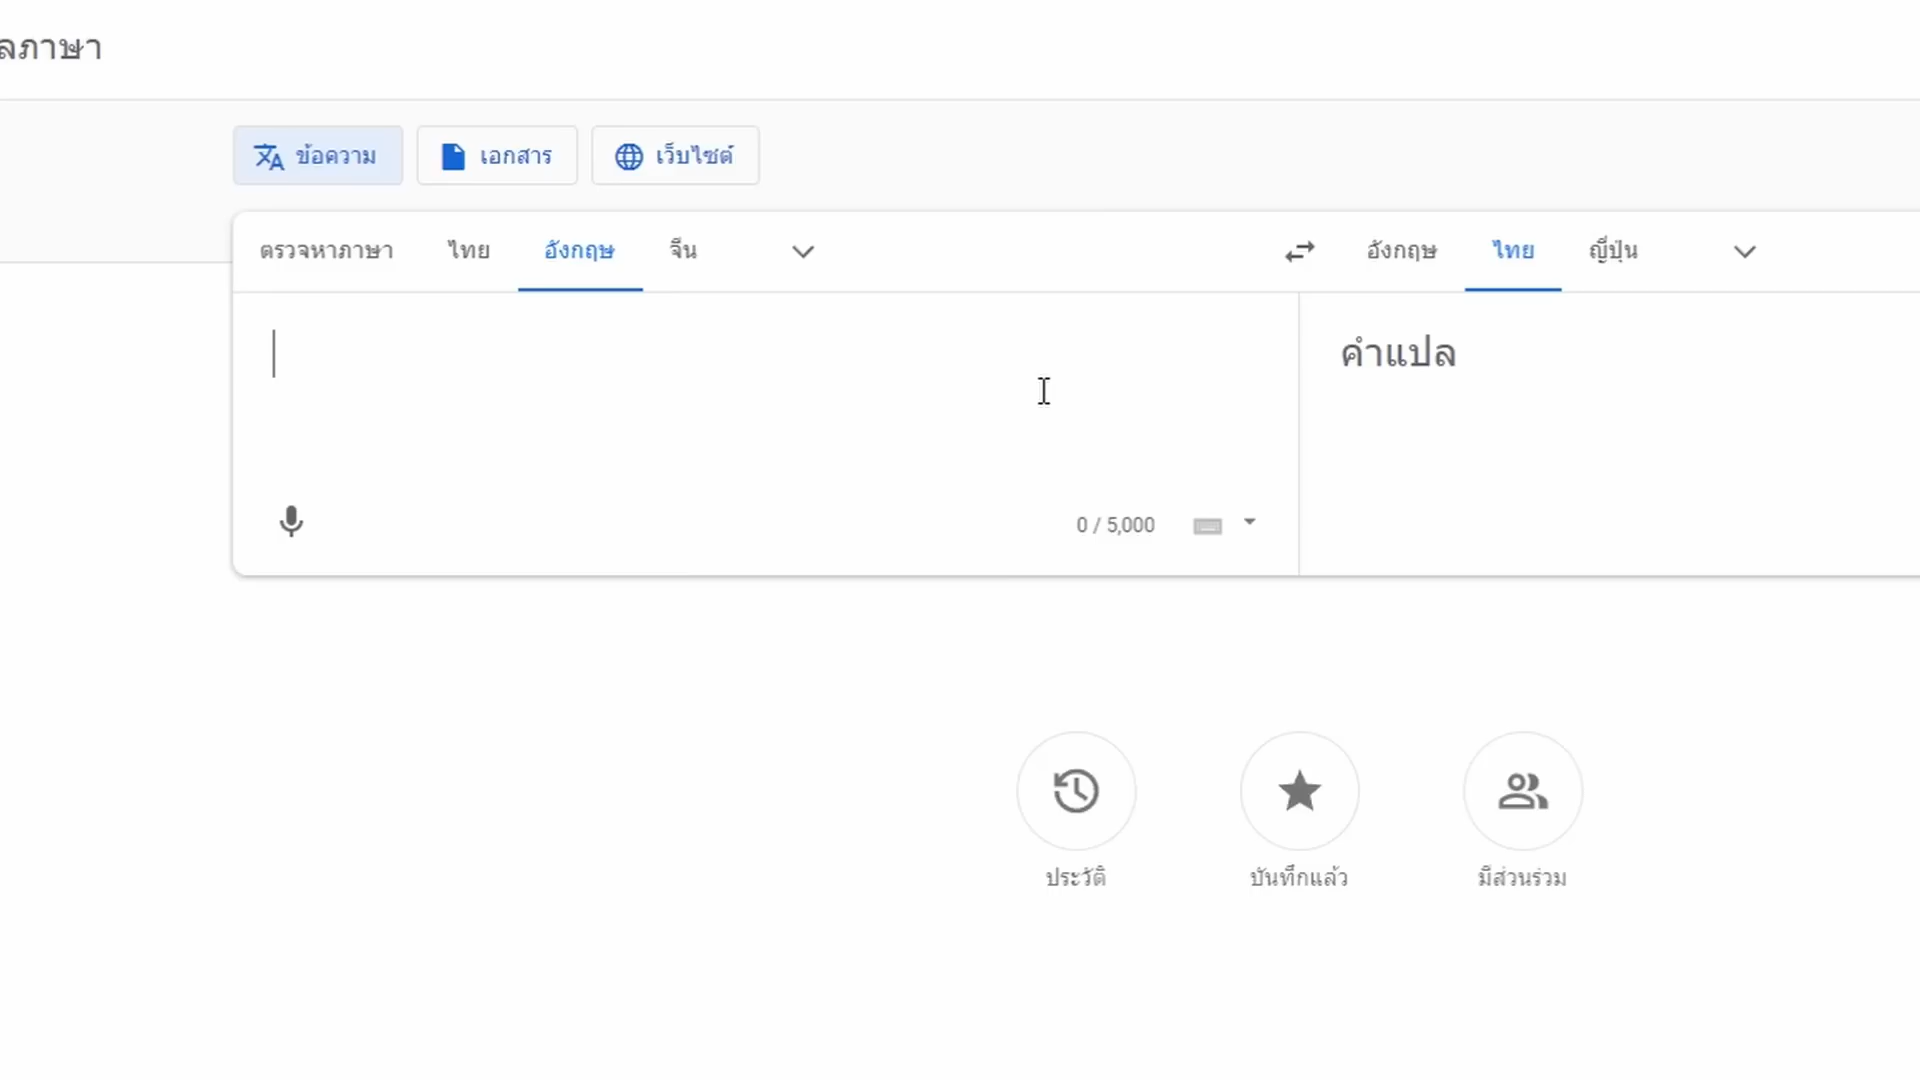 ลภาษา
ข้อความ เอกสาร เว็บไซต์
ตรวจหาภาษา ไทย อังกฤษ จีน อังกฤษ ไทย ญี่ปุ่น
คำแปล
0 / 5,000
ประวัติ บันทึกแล้ว มีส่วนร่วม